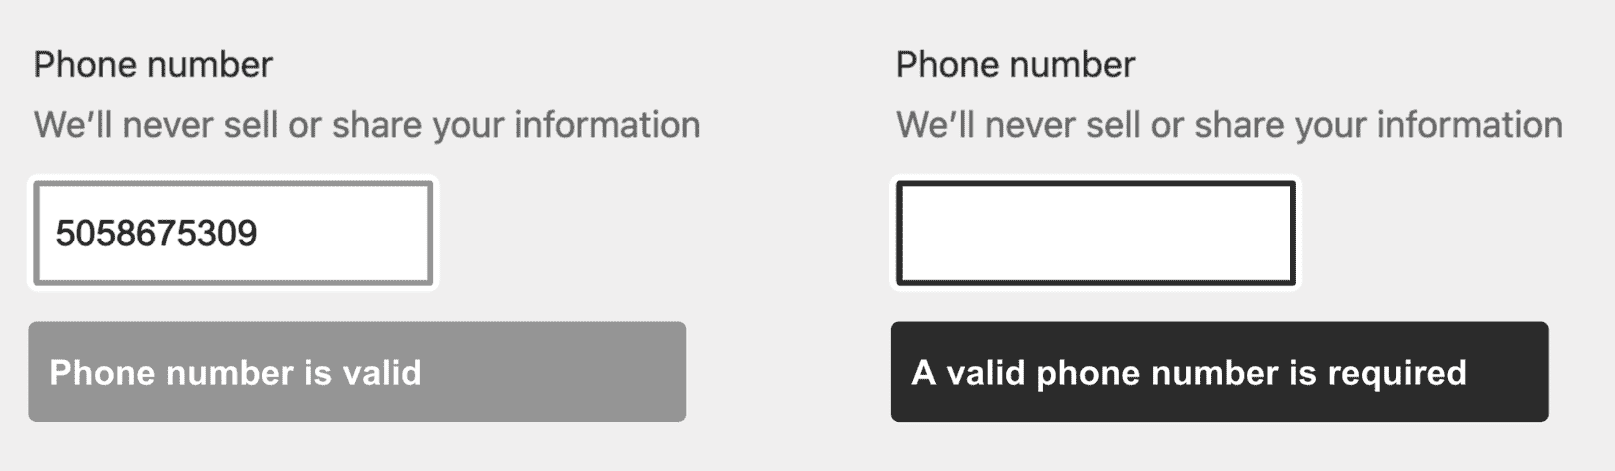 Phone number
We’ll never sell or share your information
5058675309
Phone number is valid
Phone number
We’ll never sell or share your information
A valid phone number is required